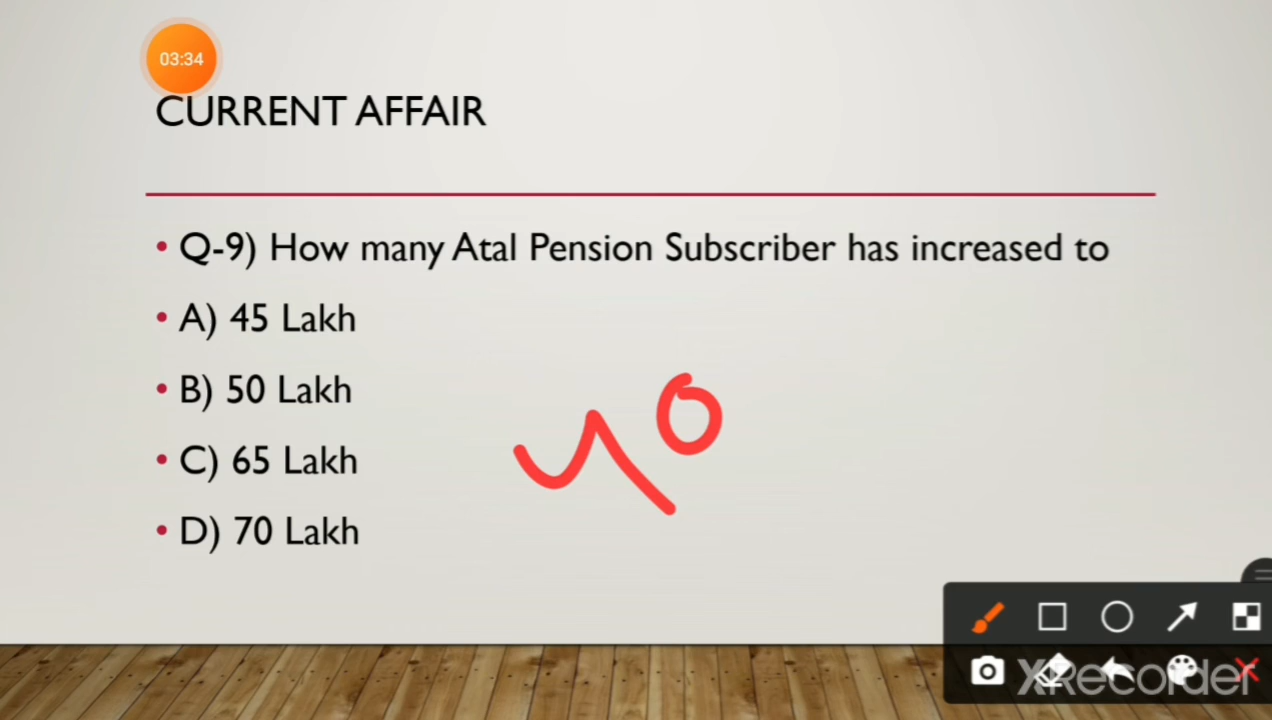 03:34
CURRENT AFFAIR
• Q-9) How many Atal Pension Subscriber has increased to
• A) 45 Lakh
• B) 50 Lakh
• C) 65 Lakh
• D) 70 Lakh
XRecorder